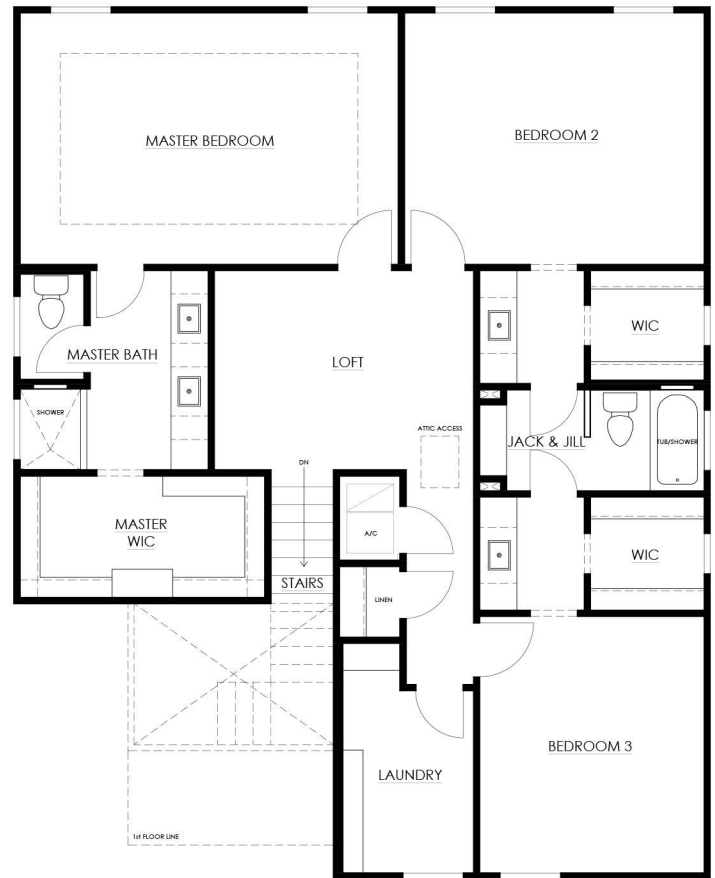 MASTER BEDROOM
BEDROOM 2
MASTER BATH
SHOWER
LOFT
WIC
ATTIC ACCESS
JACK & JILL
TUB/SHOWER
DN
MASTER
WIC
A/C
STAIRS
LINEN
WIC
LAUNDRY
BEDROOM 3
1st FLOOR LINE